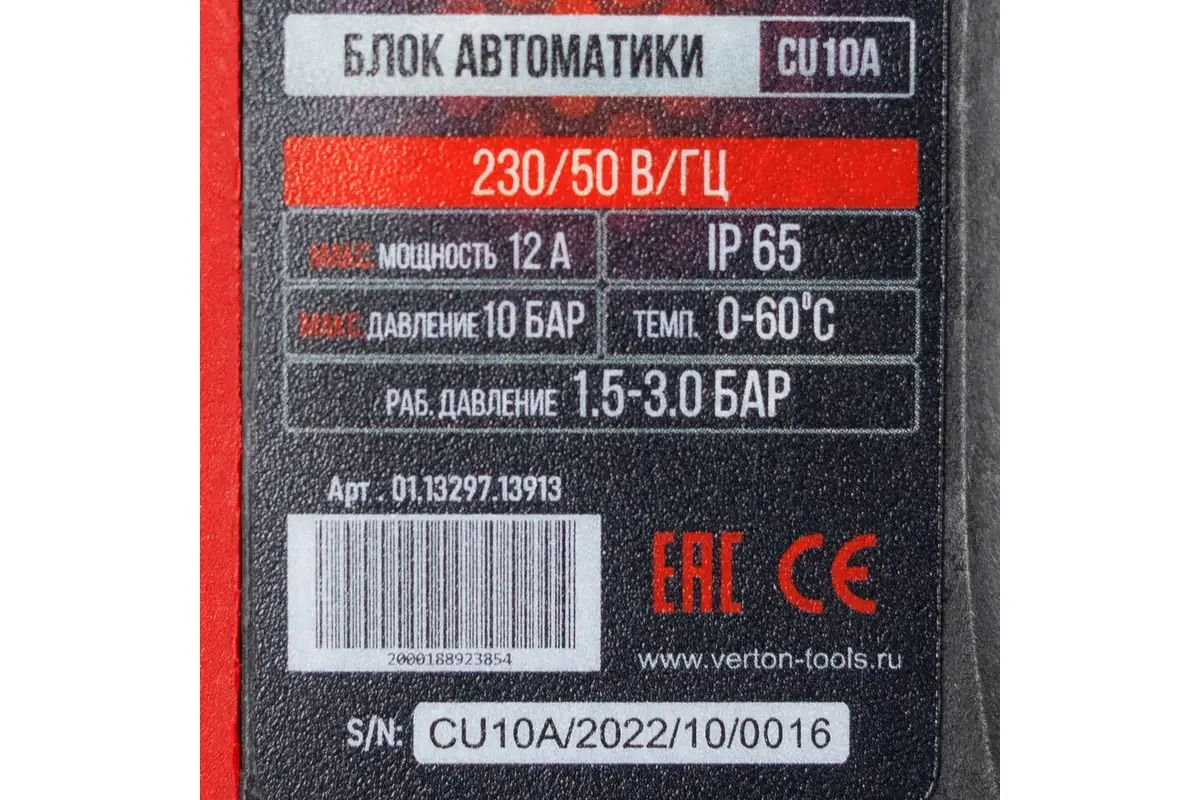 БЛОК АВТОМАТИКИ CU10A
230/50 В/ГЦ
МАКС. МОЩНОСТЬ 12 А IP 65
МАКС. ДАВЛЕНИЕ 10 БАР ТЕМП. 0-60°С
РАБ. ДАВЛЕНИЕ 1.5-3.0 БАР
Арт. 01.13297.13913
EAC CE
2000188923854
www.verton-tools.ru
S/N: CU10A/2022/10/0016